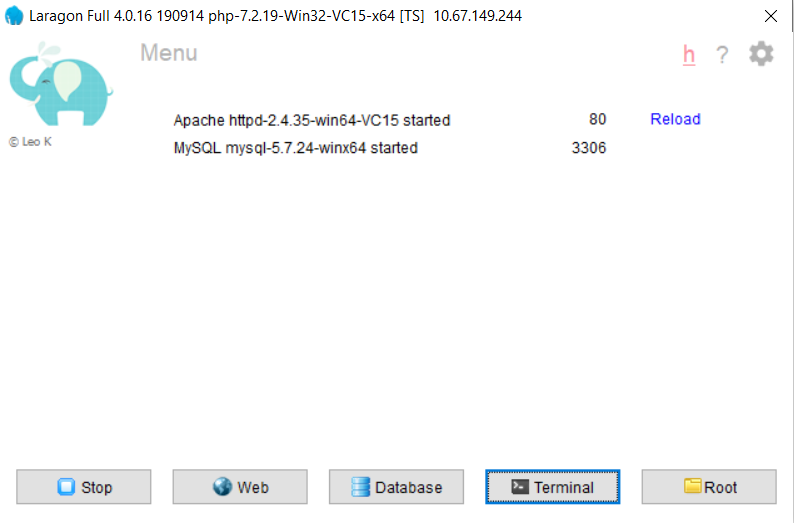 Laragon Full 4.0.16 190914 php-7.2.19-Win32-VC15-x64 [TS] 10.67.149.244
Menu h ?
Apache httpd-2.4.35-win64-VC15 started 80 Reload
© Leo K
MySQL mysql-5.7.24-winx64 started 3306
Stop Web Database Terminal Root